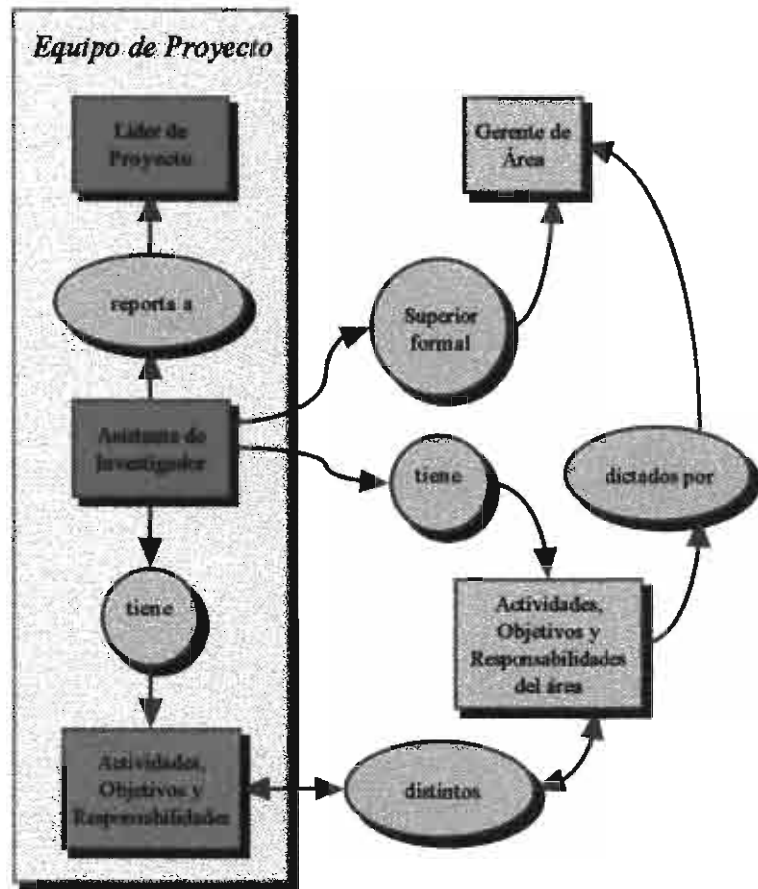 Equipo de Proyecto
Líder de
Proyecto
Gerente de
Área
reporta a
Superior
formal
Asistente de
Investigador
tiene
dictados por
tiene
Actividades,
Objetivos y
Responsabilidades
del área
Actividades,
Objetivos y
Responsabilidades
distintos